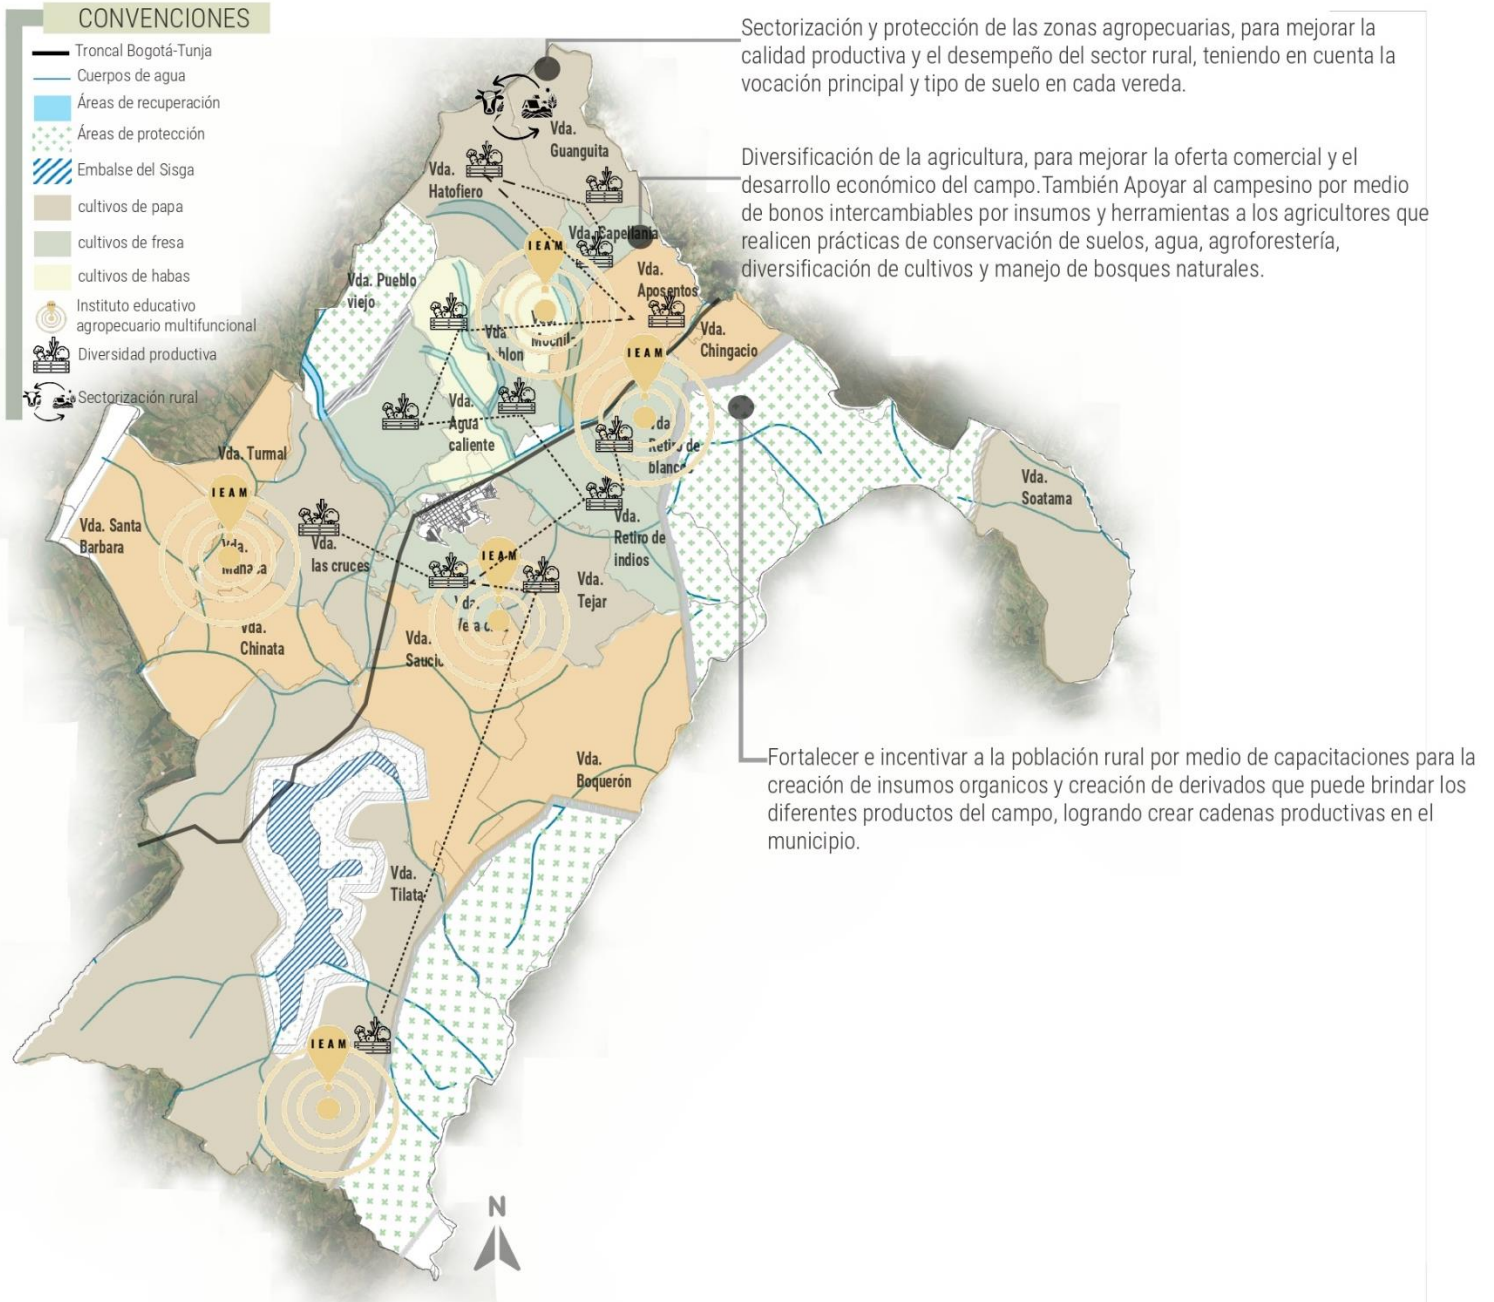 CONVENCIONES
Troncal Bogotá-Tunja
Cuerpos de agua
Áreas de recuperación
Áreas de protección
Embalse del Sisga
cultivos de papa
cultivos de fresa
cultivos de habas
Instituto educativo
agropecuario multifuncional
Diversidad productiva
Sectorización rural
Sectorización y protección de las zonas agropecuarias, para mejorar la
calidad productiva y el desempeño del sector rural, teniendo en cuenta la
vocación principal y tipo de suelo en cada vereda.
Diversificación de la agricultura, para mejorar la oferta comercial y el
desarrollo económico del campo.También Apoyar al campesino por medio
de bonos intercambiables por insumos y herramientas a los agricultores que
realicen prácticas de conservación de suelos, agua, agroforestería,
diversificación de cultivos y manejo de bosques naturales.
Fortalecer e incentivar a la población rural por medio de capacitaciones para la
creación de insumos organicos y creación de derivados que puede brindar los
diferentes productos del campo, logrando crear cadenas productivas en el
municipio.
Vda.
Guanguita
Vda.
Hatofiero
Vda. Capellania
IEAM
Vda.
Aposentos
Vda. Pueblo
viejo
Vda
Vda.
Chingacio
IEAM
Vda.
Agua
caliente
Retiro de
blancos
Vda. Turmal
IEAM
Vda. Santa
Barbara
Vda.
Vda.
las cruces
Vda.
Retiro de
indios
Vda.
Soatama
IEAM
Vda.
Tejar
Vda.
Vda.
Chinata
Vda.
Saucio
Vda.
Boquerón
Vda.
Tilata
IEAM
N